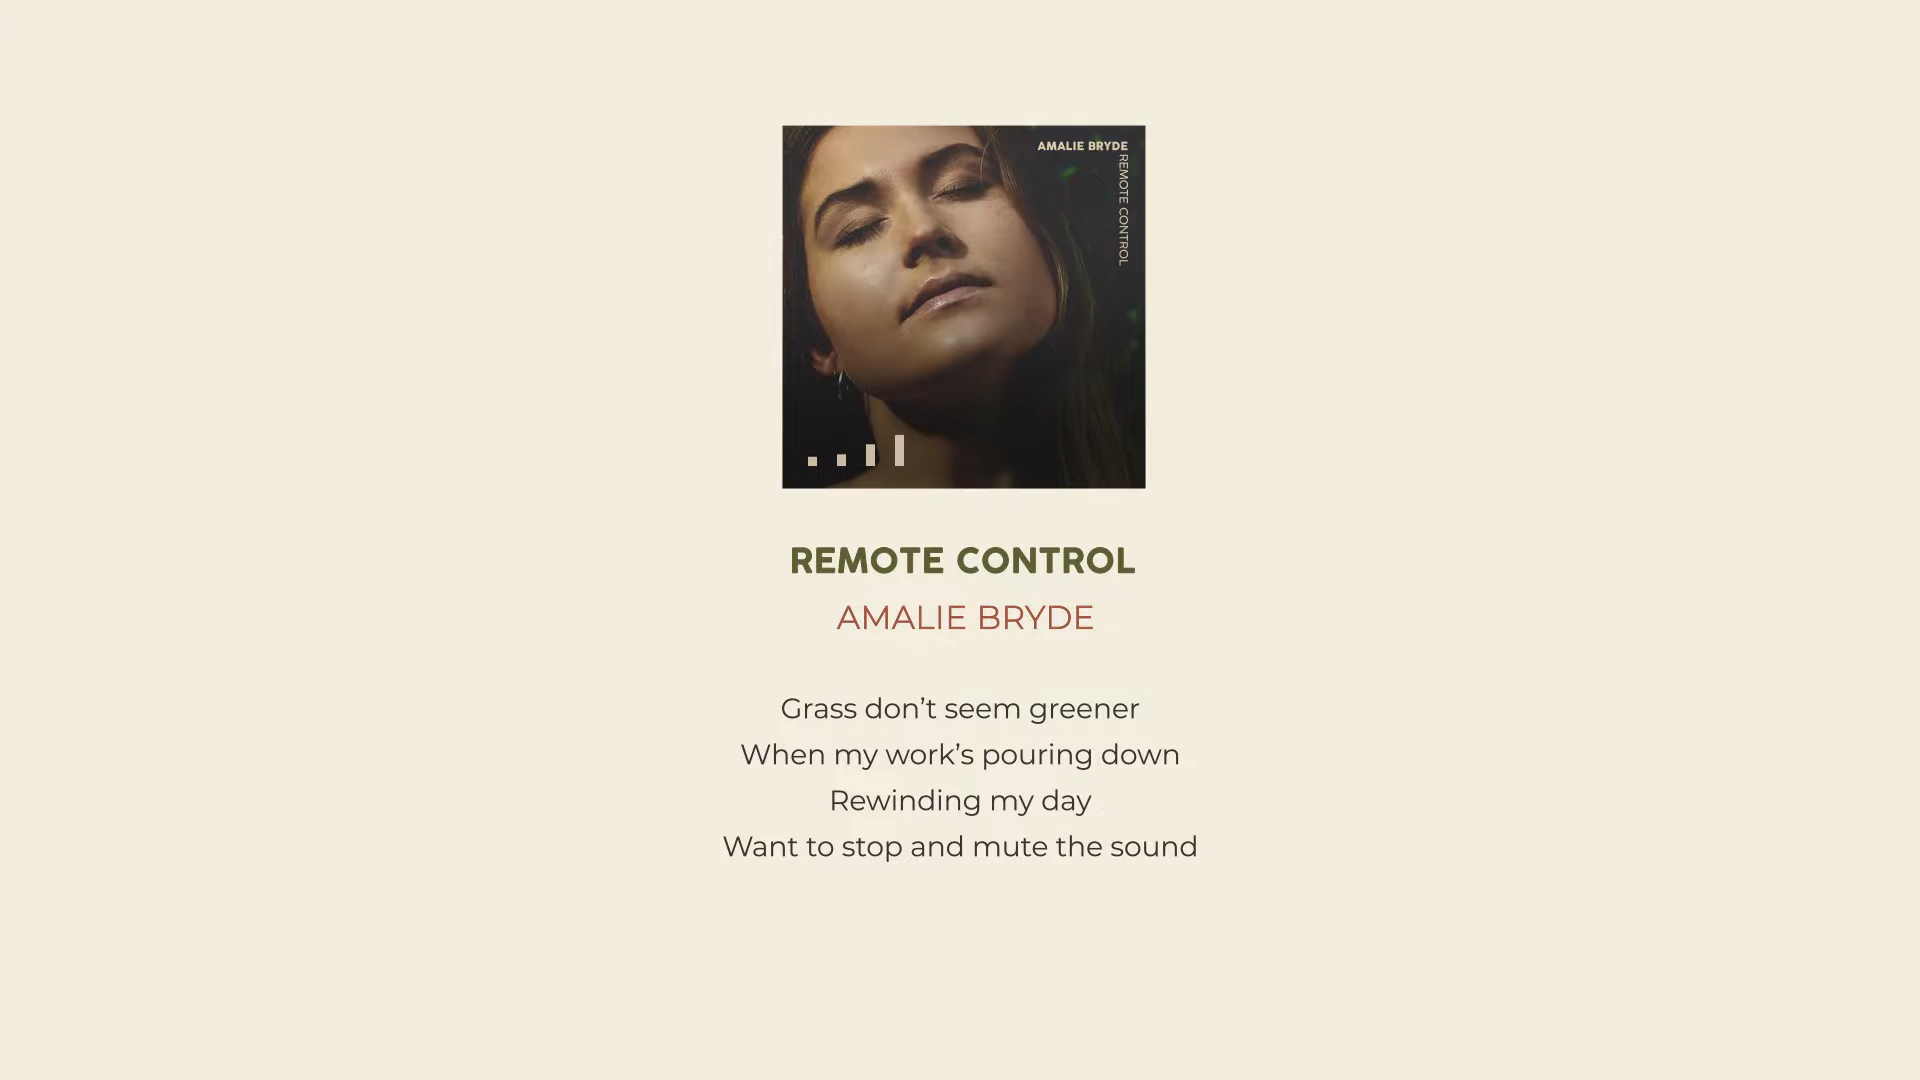 AMALIE BRYDE
REMOTE CONTROL
REMOTE CONTROL
AMALIE BRYDE
Grass don’t seem greener
When my work’s pouring down
Rewinding my day
Want to stop and mute the sound